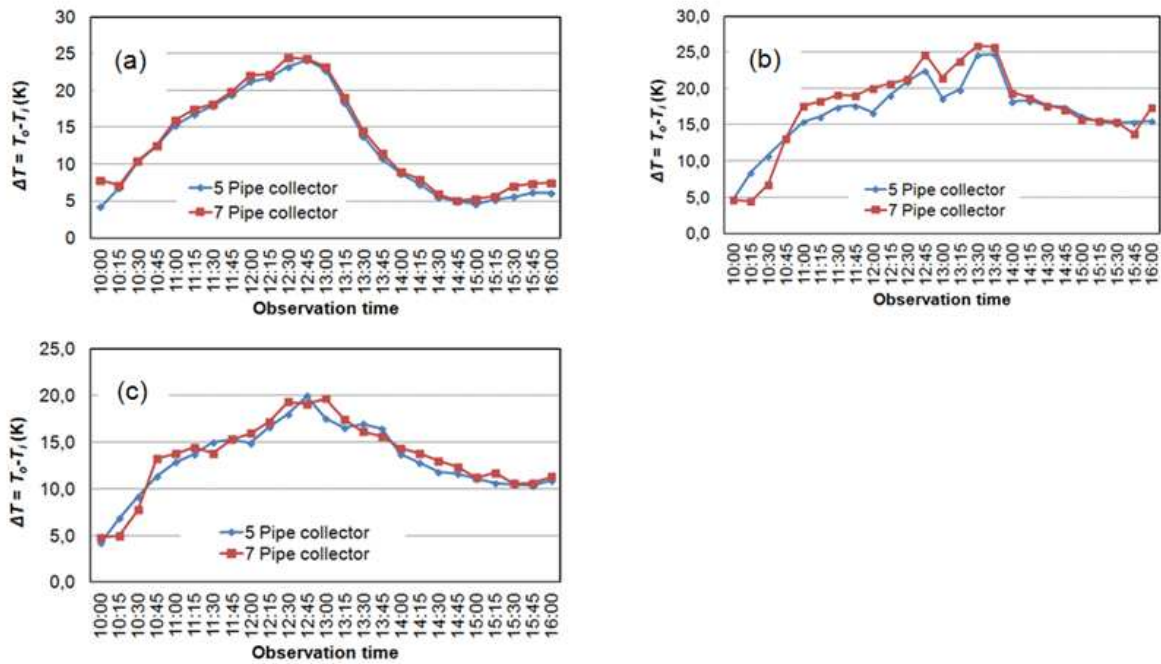 30
25
20
15
10
5
0
ΔT = Tₒ-Tᵢ (K)
(a)
5 Pipe collector
7 Pipe collector
10:00 10:15 10:30 10:45 11:00 11:15 11:30 11:45 12:00 12:15 12:30 12:45 13:00 13:15 13:30 13:45 14:00 14:15 14:30 14:45 15:00 15:15 15:30 15:45 16:00
Observation time
30,0
25,0
20,0
15,0
10,0
5,0
0,0
ΔT = Tₒ-Tᵢ (K)
(b)
5 Pipe collector
7 Pipe collector
10:00 10:15 10:30 10:45 11:00 11:15 11:30 11:45 12:00 12:15 12:30 12:45 13:00 13:15 13:30 13:45 14:00 14:15 14:30 14:45 15:00 15:15 15:30 15:45 16:00
Observation time
25,0
20,0
15,0
10,0
5,0
0,0
ΔT = Tₒ-Tᵢ (K)
(c)
5 Pipe collector
7 Pipe collector
10:00 10:15 10:30 10:45 11:00 11:15 11:30 11:45 12:00 12:15 12:30 12:45 13:00 13:15 13:30 13:45 14:00 14:15 14:30 14:45 15:00 15:15 15:30 15:45 16:00
Observation time